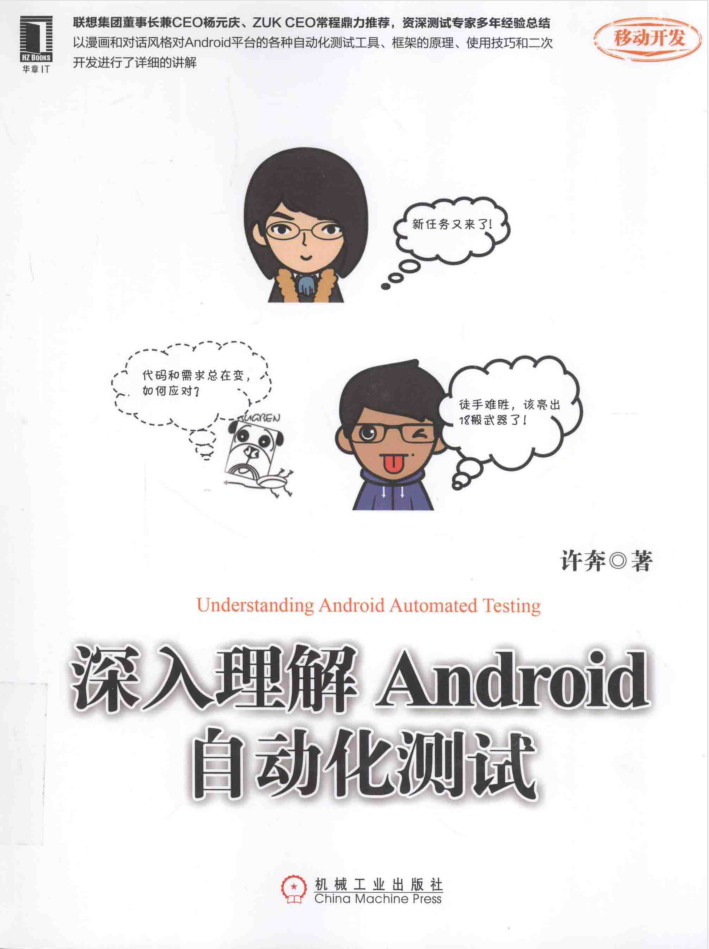 联想集团董事长兼CEO杨元庆、ZUK CEO常程鼎力推荐，资深测试专家多年经验总结
以漫画和对话风格对Android平台的各种自动化测试工具、框架的原理、使用技巧和二次
开发进行了详细的讲解
HZ BOOKS
华章IT
移动开发
新任务又来了!
代码和需求总在变，
如何应对?
徒手难胜，该亮出
18般武器了!
许奔◎著
Understanding Android Automated Testing
深入理解 Android
自动化测试
机械工业出版社
China Machine Press